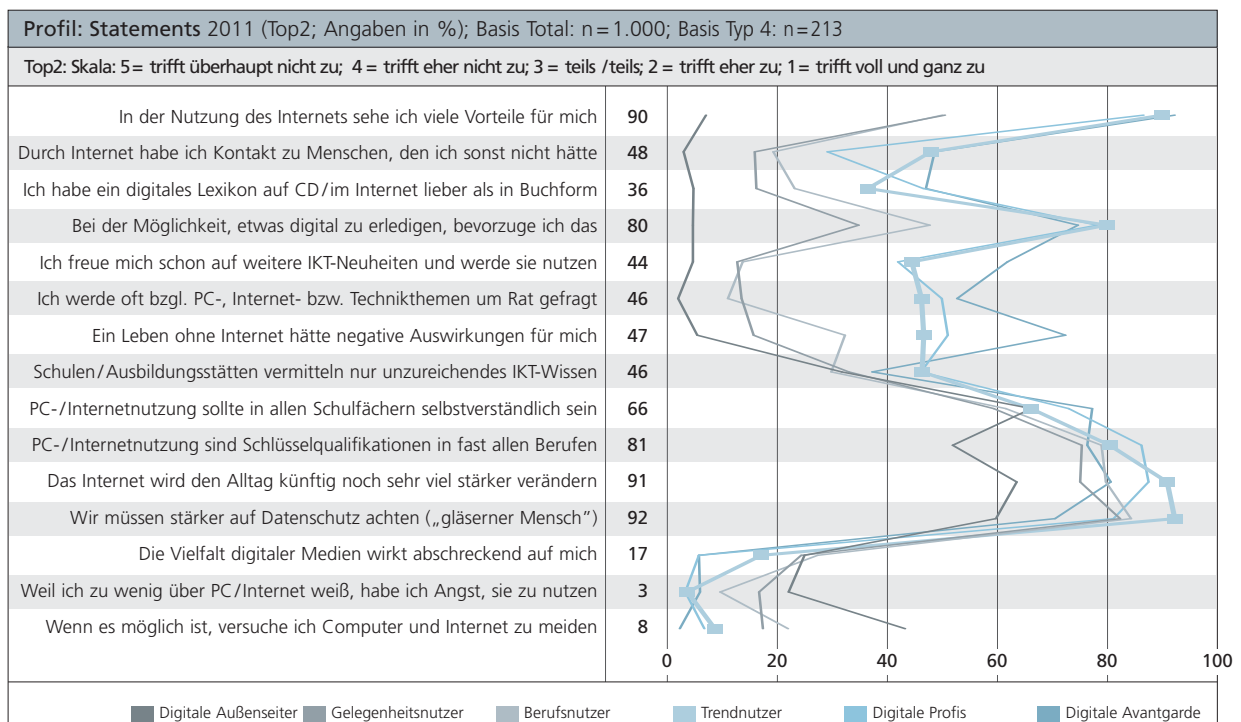 Profil: Statements 2011 (Top2; Angaben in %); Basis Total: n=1.000; Basis Typ 4: n=213
Top2: Skala: 5= trifft überhaupt nicht zu; 4= trifft eher nicht zu; 3= teils/teils; 2= trifft eher zu; 1= trifft voll und ganz zu
In der Nutzung des Internets sehe ich viele Vorteile für mich 90
Durch Internet habe ich Kontakt zu Menschen, den ich sonst nicht hätte 48
Ich habe ein digitales Lexikon auf CD/im Internet lieber als in Buchform 36
Bei der Möglichkeit, etwas digital zu erledigen, bevorzuge ich das 80
Ich freue mich schon auf weitere IKT-Neuheiten und werde sie nutzen 44
Ich werde oft bzgl. PC-, Internet- bzw. Technikthemen um Rat gefragt 46
Ein Leben ohne Internet hätte negative Auswirkungen für mich 47
Schulen/Ausbildungsstätten vermitteln nur unzureichendes IKT-Wissen 46
PC-/Internetnutzung sollte in allen Schulfächern selbstverständlich sein 66
PC-/Internetnutzung sind Schlüsselqualifikationen in fast allen Berufen 81
Das Internet wird den Alltag künftig noch sehr viel stärker verändern 91
Wir müssen stärker auf Datenschutz achten („gläserner Mensch") 92
Die Vielfalt digitaler Medien wirkt abschreckend auf mich 17
Weil ich zu wenig über PC/Internet weiß, habe ich Angst, sie zu nutzen 3
Wenn es möglich ist, versuche ich Computer und Internet zu meiden 8
0 20 40 60 80 100
Digitale Außenseiter Gelegenheitsnutzer Berufsnutzer Trendnutzer Digitale Profis Digitale Avantgarde